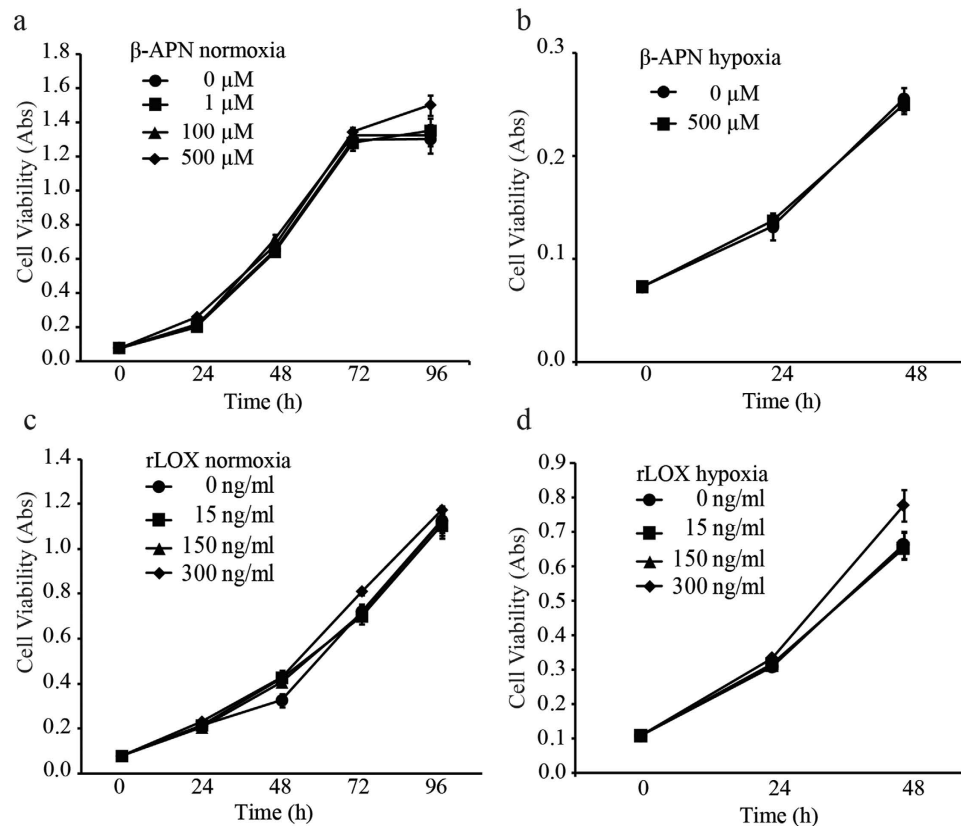 a
β-APN normoxia
0 μM
1 μM
100 μM
500 μM
Cell Viability (Abs)
1.8
1.6
1.4
1.2
1.0
0.8
0.6
0.4
0.2
0.0
0 24 48 72 96
Time (h)
b
β-APN hypoxia
0 μM
500 μM
Cell Viability (Abs)
0.3
0.2
0.1
0.0
0 24 48
Time (h)
c
rLOX normoxia
0 ng/ml
15 ng/ml
150 ng/ml
300 ng/ml
Cell Viability (Abs)
1.4
1.2
1.0
0.8
0.6
0.4
0.2
0.0
0 24 48 72 96
Time (h)
d
rLOX hypoxia
0 ng/ml
15 ng/ml
150 ng/ml
300 ng/ml
Cell Viability (Abs)
0.9
0.8
0.7
0.6
0.5
0.4
0.3
0.2
0.1
0.0
0 24 48
Time (h)